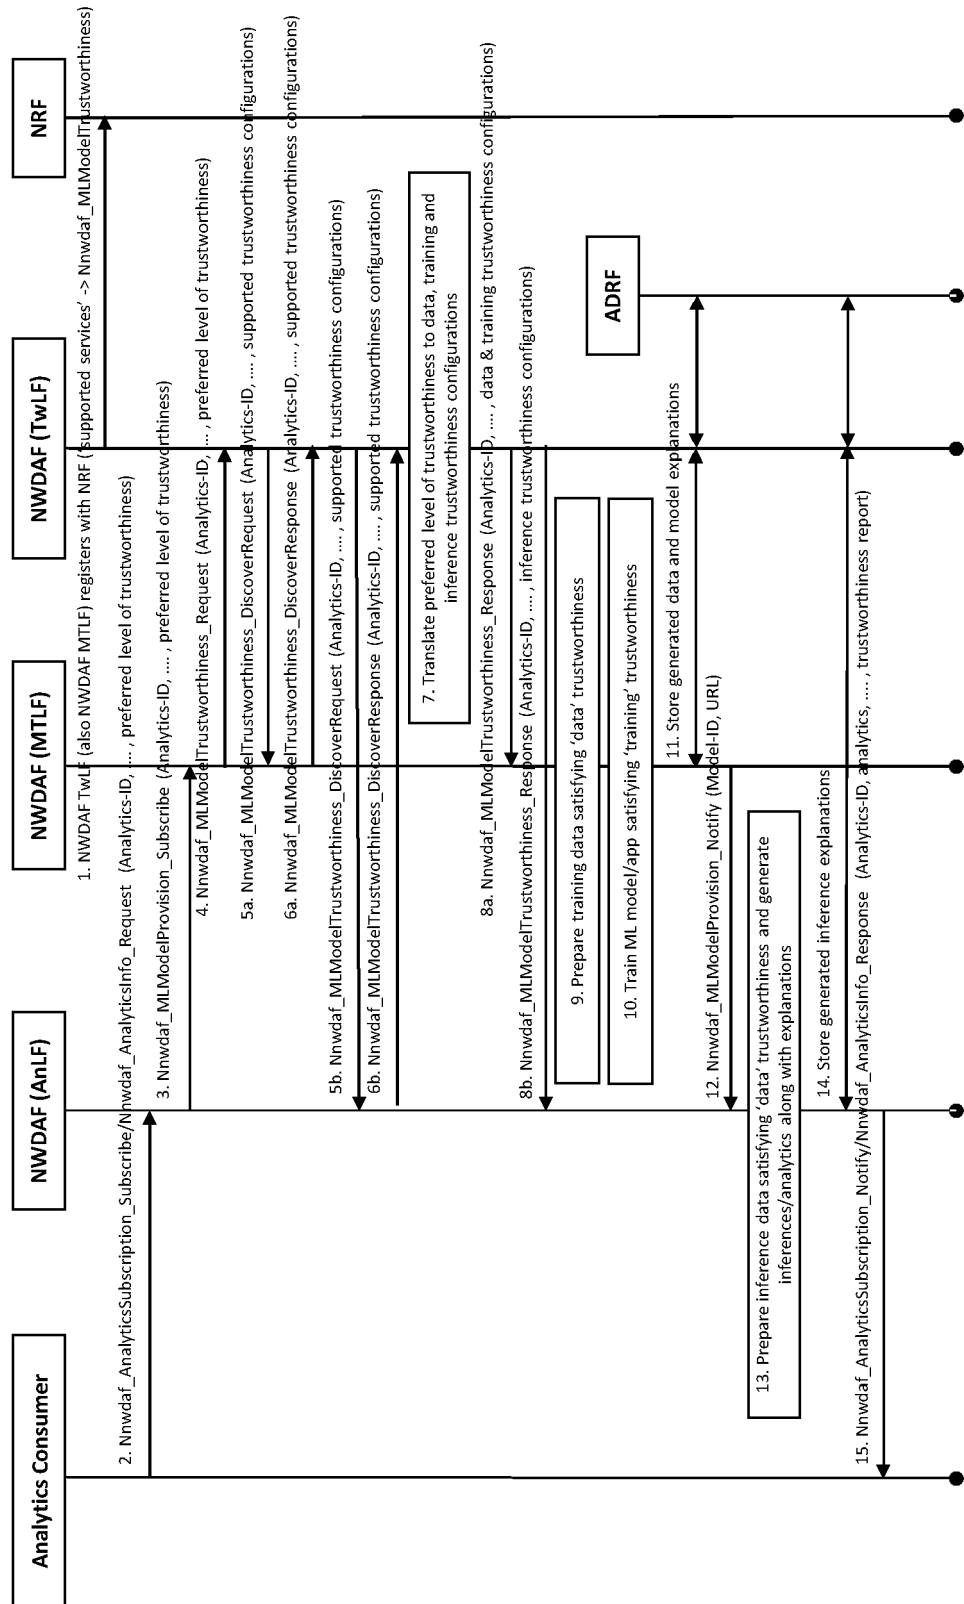 Analytics Consumer
NWDAF (AnLF)
NWDAF (MTLF)
NWDAF (TwLF)
NRF
1. NWDAF TwLF (also NWDAF MTLF) registers with NRF ('supported services' -> Nnwdaf_MLModelTrustworthiness)
2. Nnwdaf_AnalyticsSubscription_Subscribe/Nnwdaf_AnalyticsInfo_Request (Analytics-ID, .... , preferred level of trustworthiness)
3. Nnwdaf_MLModelProvision_Subscribe (Analytics-ID, .... , preferred level of trustworthiness)
4. Nnwdaf_MLModelTrustworthiness_Request (Analytics-ID, .... , preferred level of trustworthiness)
5a. Nnwdaf_MLModelTrustworthiness_DiscoverRequest (Analytics-ID, .... , supported trustworthiness configurations)
6a. Nnwdaf_MLModelTrustworthiness_DiscoverResponse (Analytics-ID, .... , supported trustworthiness configurations)
5b. Nnwdaf_MLModelTrustworthiness_DiscoverRequest (Analytics-ID, .... , supported trustworthiness configurations)
6b. Nnwdaf_MLModelTrustworthiness_DiscoverResponse (Analytics-ID, .... , supported trustworthiness configurations)
7. Translate preferred level of trustworthiness to data, training and
inference trustworthiness configurations
8a. Nnwdaf_MLModelTrustworthiness_Response (Analytics-ID, .... , data & training trustworthiness configurations)
8b. Nnwdaf_MLModelTrustworthiness_Response (Analytics-ID, .... , inference trustworthiness configurations)
9. Prepare training data satisfying 'data' trustworthiness
10. Train ML model/app satisfying 'training' trustworthiness
ADRF
11. Store generated data and model explanations
12. Nnwdaf_MLModelProvision_Notify (Model-ID, URL)
13. Prepare inference data satisfying 'data' trustworthiness and generate
inferences/analytics along with explanations
14. Store generated inference explanations
15. Nnwdaf_AnalyticsSubscription_Notify/Nnwdaf_AnalyticsInfo_Response (Analytics-ID, analytics, .... , trustworthiness report)